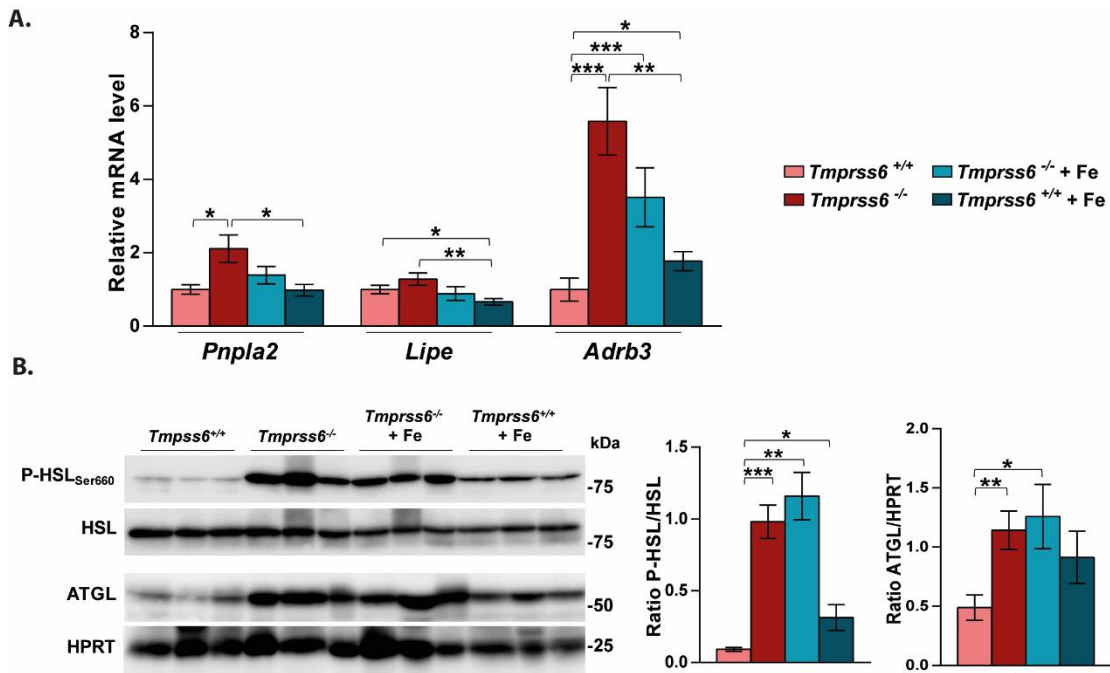 A.
Relative mRNA level
8
6
4
2
0
* *
* **
*
***
*** **
Pnpla2 Lipe Adrb3
Tmprss6 +/+ Tmprss6 -/- + Fe
Tmprss6 -/- Tmprss6 +/+ + Fe
B.
Tmpss6+/+ Tmprss6-/- Tmprss6-/- + Fe Tmprss6+/+ + Fe kDa
P-HSLSer660 -75
HSL -75
ATGL -50
HPRT -25
Ratio P-HSL/HSL
1.5
1.0
0.5
0.0
*
**
***
Ratio ATGL/HPRT
2.0
1.5
1.0
0.5
0.0
*
**